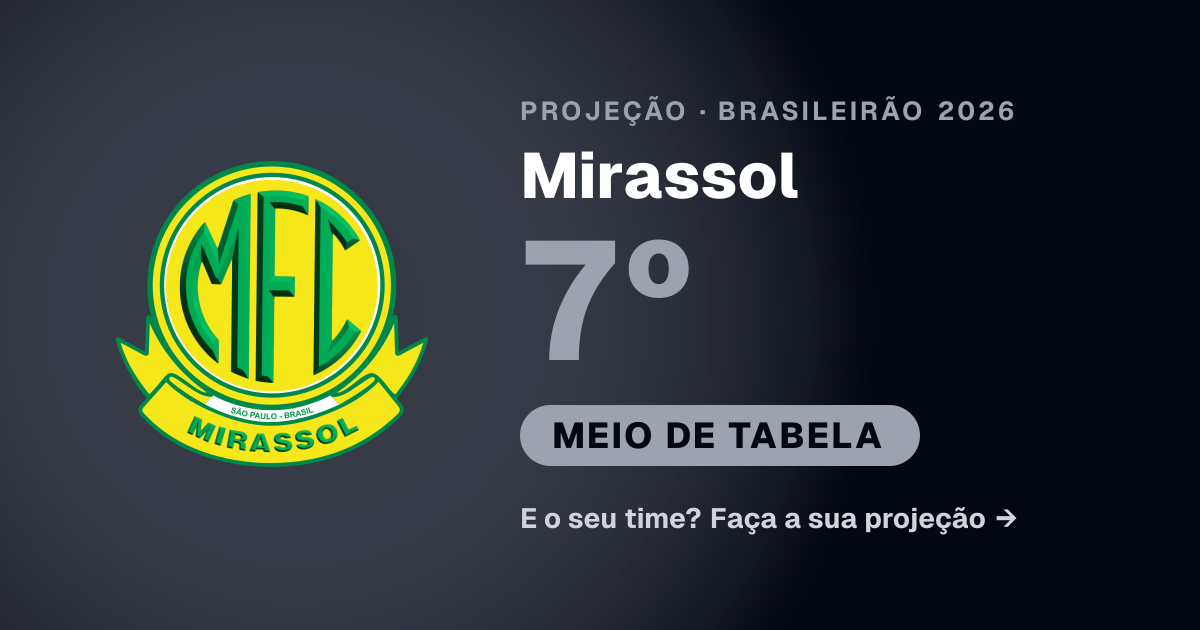 MFC
SÃO PAULO - BRASIL
MIRASSOL
PROJEÇÃO · BRASILEIRÃO 2026
Mirassol
7º
MEIO DE TABELA
E o seu time? Faça a sua projeção →